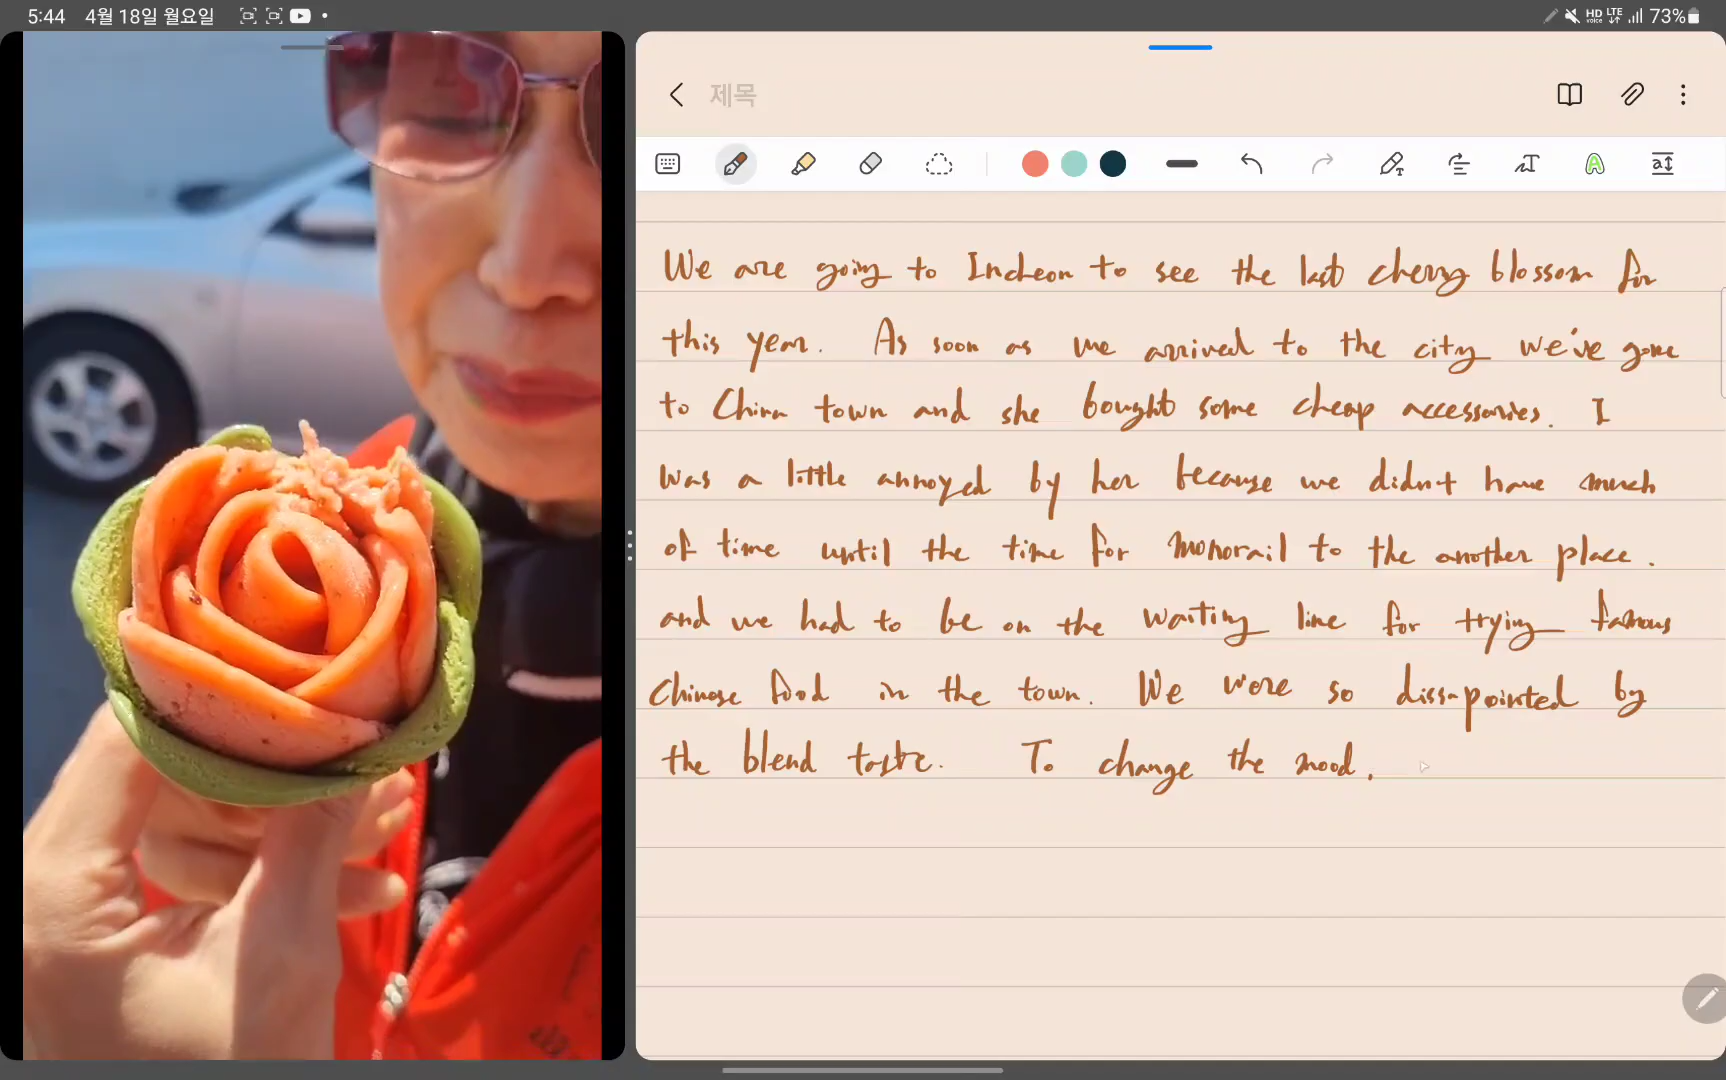 5:44 4월 18일 월요일 HD voice LTE 73%
제목
We are going to Incheon to see the last cherry blossom for
this year. As soon as we arrived to the city we've gone
to China town and she bought some cheap accessories. I
was a little annoyed by her because we didn't have much
of time until the time for monorail to the another place.
and we had to be on the waiting line for trying famous
Chinese food in the town. We were so dissapointed by
the blend taste. To change the mood,